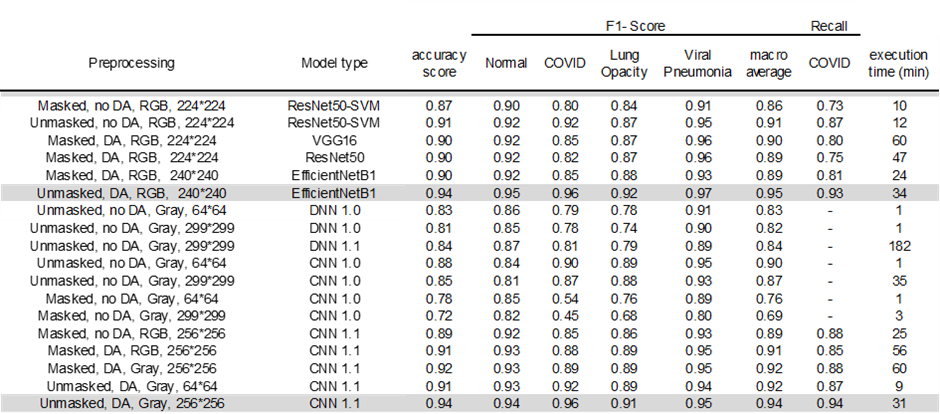 F1- Score Recall
Preprocessing Model type accuracy score Normal COVID Lung Opacity Viral Pneumonia macro average COVID execution time (min)
Masked, no DA, RGB, 224*224 ResNet50-SVM 0.87 0.90 0.80 0.84 0.91 0.86 0.73 10
Unmasked, no DA, RGB, 224*224 ResNet50-SVM 0.91 0.92 0.92 0.87 0.95 0.91 0.87 12
Masked, DA, RGB, 224*224 VGG16 0.90 0.92 0.85 0.87 0.96 0.90 0.80 60
Masked, DA, RGB, 224*224 ResNet50 0.90 0.92 0.82 0.87 0.96 0.89 0.75 47
Masked, DA, RGB, 240*240 EfficientNetB1 0.90 0.92 0.85 0.88 0.93 0.89 0.81 24
Unmasked, DA, RGB, 240*240 EfficientNetB1 0.94 0.95 0.96 0.92 0.97 0.95 0.93 34
Unmasked, no DA, Gray, 64*64 DNN 1.0 0.83 0.86 0.79 0.78 0.91 0.83 - 1
Unmasked, no DA, Gray, 299*299 DNN 1.0 0.81 0.85 0.78 0.74 0.90 0.82 - 1
Unmasked, no DA, Gray, 299*299 DNN 1.1 0.84 0.87 0.81 0.79 0.89 0.84 - 182
Unmasked, no DA, Gray, 64*64 CNN 1.0 0.88 0.84 0.90 0.89 0.95 0.90 - 1
Unmasked, no DA, Gray, 299*299 CNN 1.0 0.85 0.81 0.87 0.88 0.93 0.87 - 35
Masked, no DA, Gray, 64*64 CNN 1.0 0.78 0.85 0.54 0.76 0.89 0.76 - 1
Masked, no DA, Gray, 299*299 CNN 1.0 0.72 0.82 0.45 0.68 0.80 0.69 - 3
Masked, no DA, RGB, 256*256 CNN 1.1 0.89 0.92 0.85 0.86 0.93 0.89 0.88 25
Masked, DA, RGB, 256*256 CNN 1.1 0.91 0.93 0.88 0.89 0.95 0.91 0.85 56
Masked, DA, Gray, 256*256 CNN 1.1 0.92 0.93 0.89 0.89 0.95 0.92 0.88 60
Unmasked, DA, Gray, 64*64 CNN 1.1 0.91 0.93 0.92 0.89 0.94 0.92 0.87 9
Unmasked, DA, Gray, 256*256 CNN 1.1 0.94 0.94 0.96 0.91 0.95 0.94 0.94 31